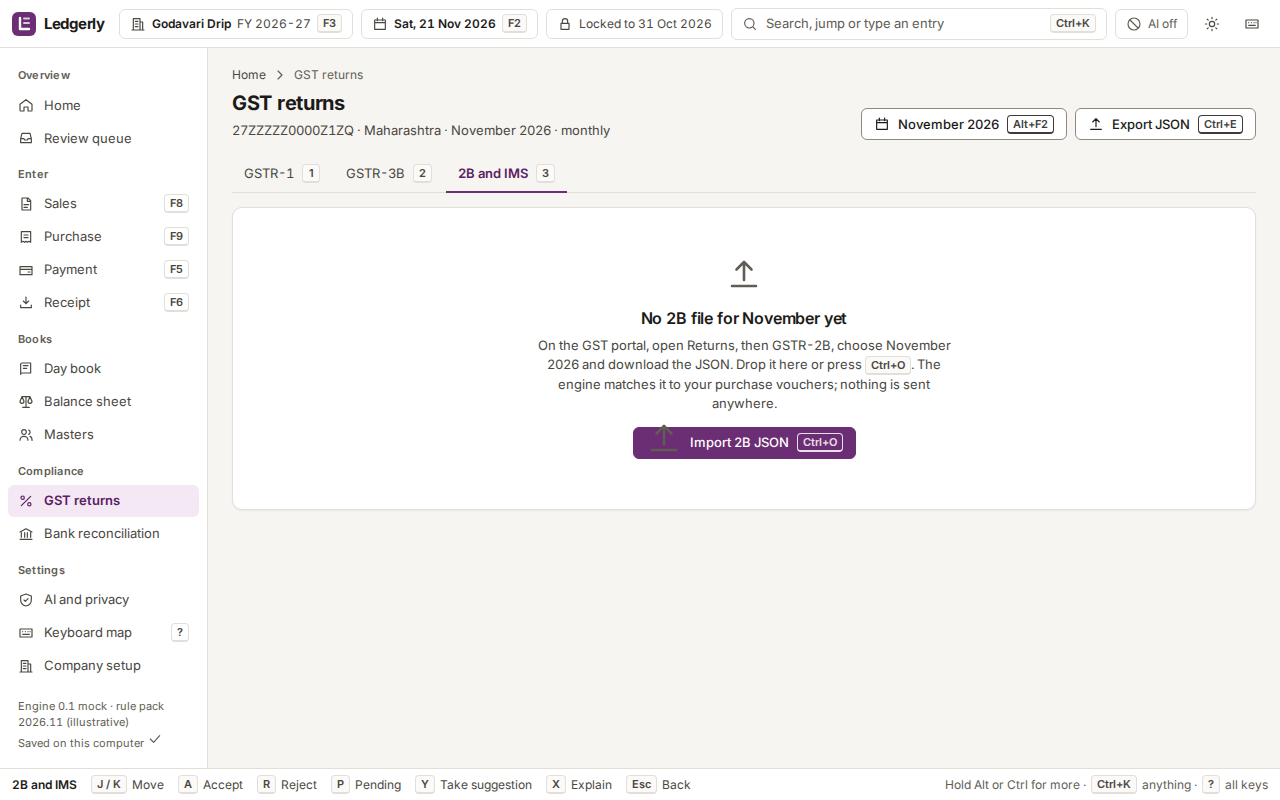 Ledgerly
Godavari Drip FY 2026-27 F3
Sat, 21 Nov 2026 F2
Locked to 31 Oct 2026
Search, jump or type an entry Ctrl+K
AI off
Overview
Home
Review queue
Enter
Sales F8
Purchase F9
Payment F5
Receipt F6
Books
Day book
Balance sheet
Masters
Compliance
GST returns
Bank reconciliation
Settings
AI and privacy
Keyboard map ?
Company setup
Engine 0.1 mock · rule pack
2026.11 (illustrative)
Saved on this computer
Home GST returns
GST returns
27ZZZZZ0000Z1ZQ · Maharashtra · November 2026 · monthly
November 2026 Alt+F2
Export JSON Ctrl+E
GSTR-1 1 GSTR-3B 2 2B and IMS 3
No 2B file for November yet
On the GST portal, open Returns, then GSTR-2B, choose November
2026 and download the JSON. Drop it here or press Ctrl+O. The
engine matches it to your purchase vouchers; nothing is sent
anywhere.
Import 2B JSON Ctrl+O
2B and IMS J / K Move A Accept R Reject P Pending Y Take suggestion X Explain Esc Back
Hold Alt or Ctrl for more · Ctrl+K anything · ? all keys